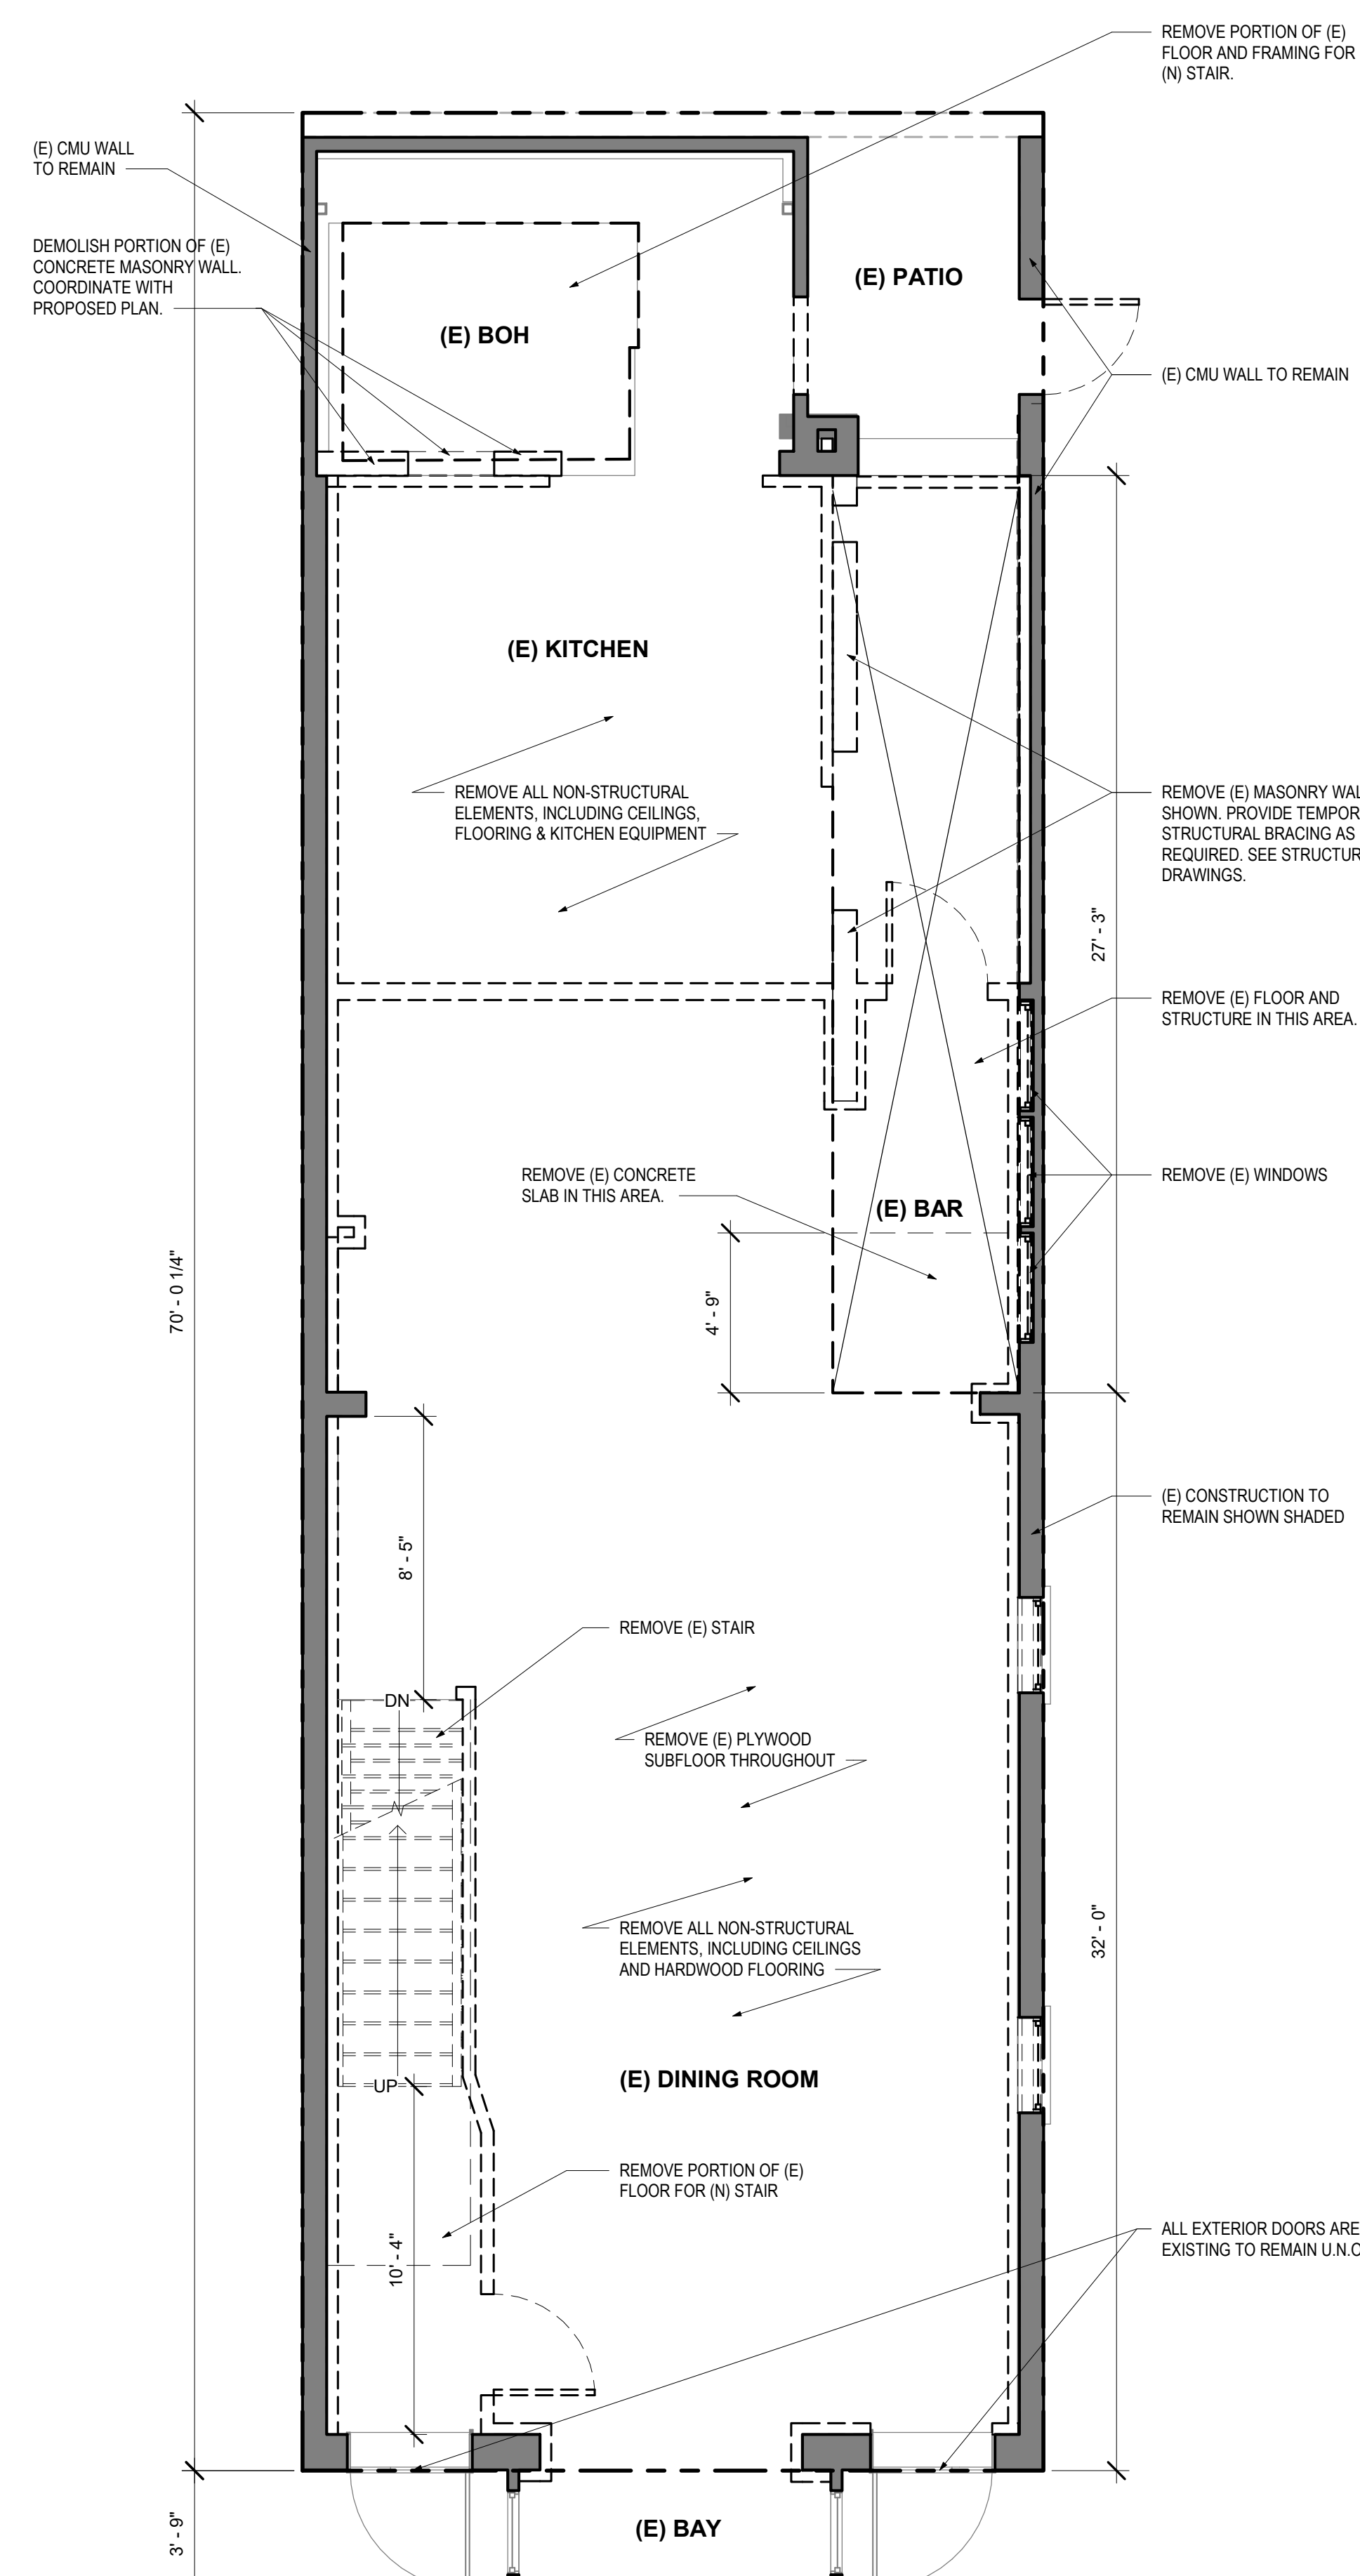 REMOVE PORTION OF (E)
FLOOR AND FRAMING FOR
(N) STAIR.
(E) CMU WALL
TO REMAIN
DEMOLISH PORTION OF (E)
CONCRETE MASONRY WALL.
COORDINATE WITH
PROPOSED PLAN.
(E) PATIO
(E) BOH
(E) CMU WALL TO REMAIN
(E) KITCHEN
REMOVE ALL NON-STRUCTURAL
ELEMENTS, INCLUDING CEILINGS,
FLOORING & KITCHEN EQUIPMENT
REMOVE (E) MASONRY WAL
SHOWN. PROVIDE TEMPOR
STRUCTURAL BRACING AS
REQUIRED. SEE STRUCTUR
DRAWINGS.
27' - 3"
REMOVE (E) FLOOR AND
STRUCTURE IN THIS AREA.
REMOVE (E) CONCRETE
SLAB IN THIS AREA.
REMOVE (E) WINDOWS
(E) BAR
70' - 0 1/4"
4' - 9"
(E) CONSTRUCTION TO
REMAIN SHOWN SHADED
8' - 5"
REMOVE (E) STAIR
DN
REMOVE (E) PLYWOOD
SUBFLOOR THROUGHOUT
REMOVE ALL NON-STRUCTURAL
ELEMENTS, INCLUDING CEILINGS
AND HARDWOOD FLOORING
32' - 0"
(E) DINING ROOM
UP
REMOVE PORTION OF (E)
FLOOR FOR (N) STAIR
10' - 4"
ALL EXTERIOR DOORS ARE
EXISTING TO REMAIN U.N.O
3' - 9"
(E) BAY